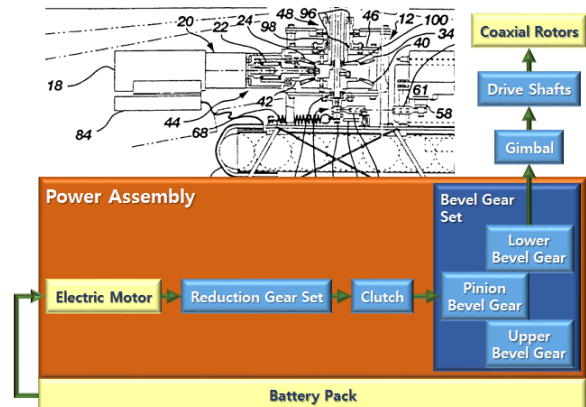 20
24
48
98
96
46
12
100
34
40
22
18
61
42
44
58
84
68
Coaxial Rotors
Drive Shafts
Gimbal
Power Assembly
Bevel Gear
Set
Lower
Bevel Gear
Electric Motor
Reduction Gear Set
Clutch
Pinion
Bevel Gear
Upper
Bevel Gear
Battery Pack